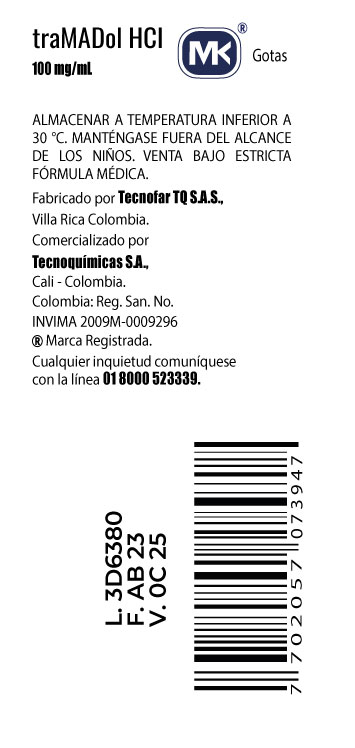 traMADol HCl
100 mg/mL
MK®
Gotas
ALMACENAR A TEMPERATURA INFERIOR A
30 °C. MANTÉNGASE FUERA DEL ALCANCE
DE LOS NIÑOS. VENTA BAJO ESTRICTA
FÓRMULA MÉDICA.
Fabricado por Tecnofar TQ S.A.S.,
Villa Rica Colombia.
Comercializado por
Tecnoquímicas S.A.,
Cali - Colombia.
Colombia: Reg. San. No.
INVIMA 2009M-0009296
® Marca Registrada.
Cualquier inquietud comuníquese
con la línea 01 8000 523339.
L. 3D6380
F. AB 23
V. 0C 25
7 702057 073947